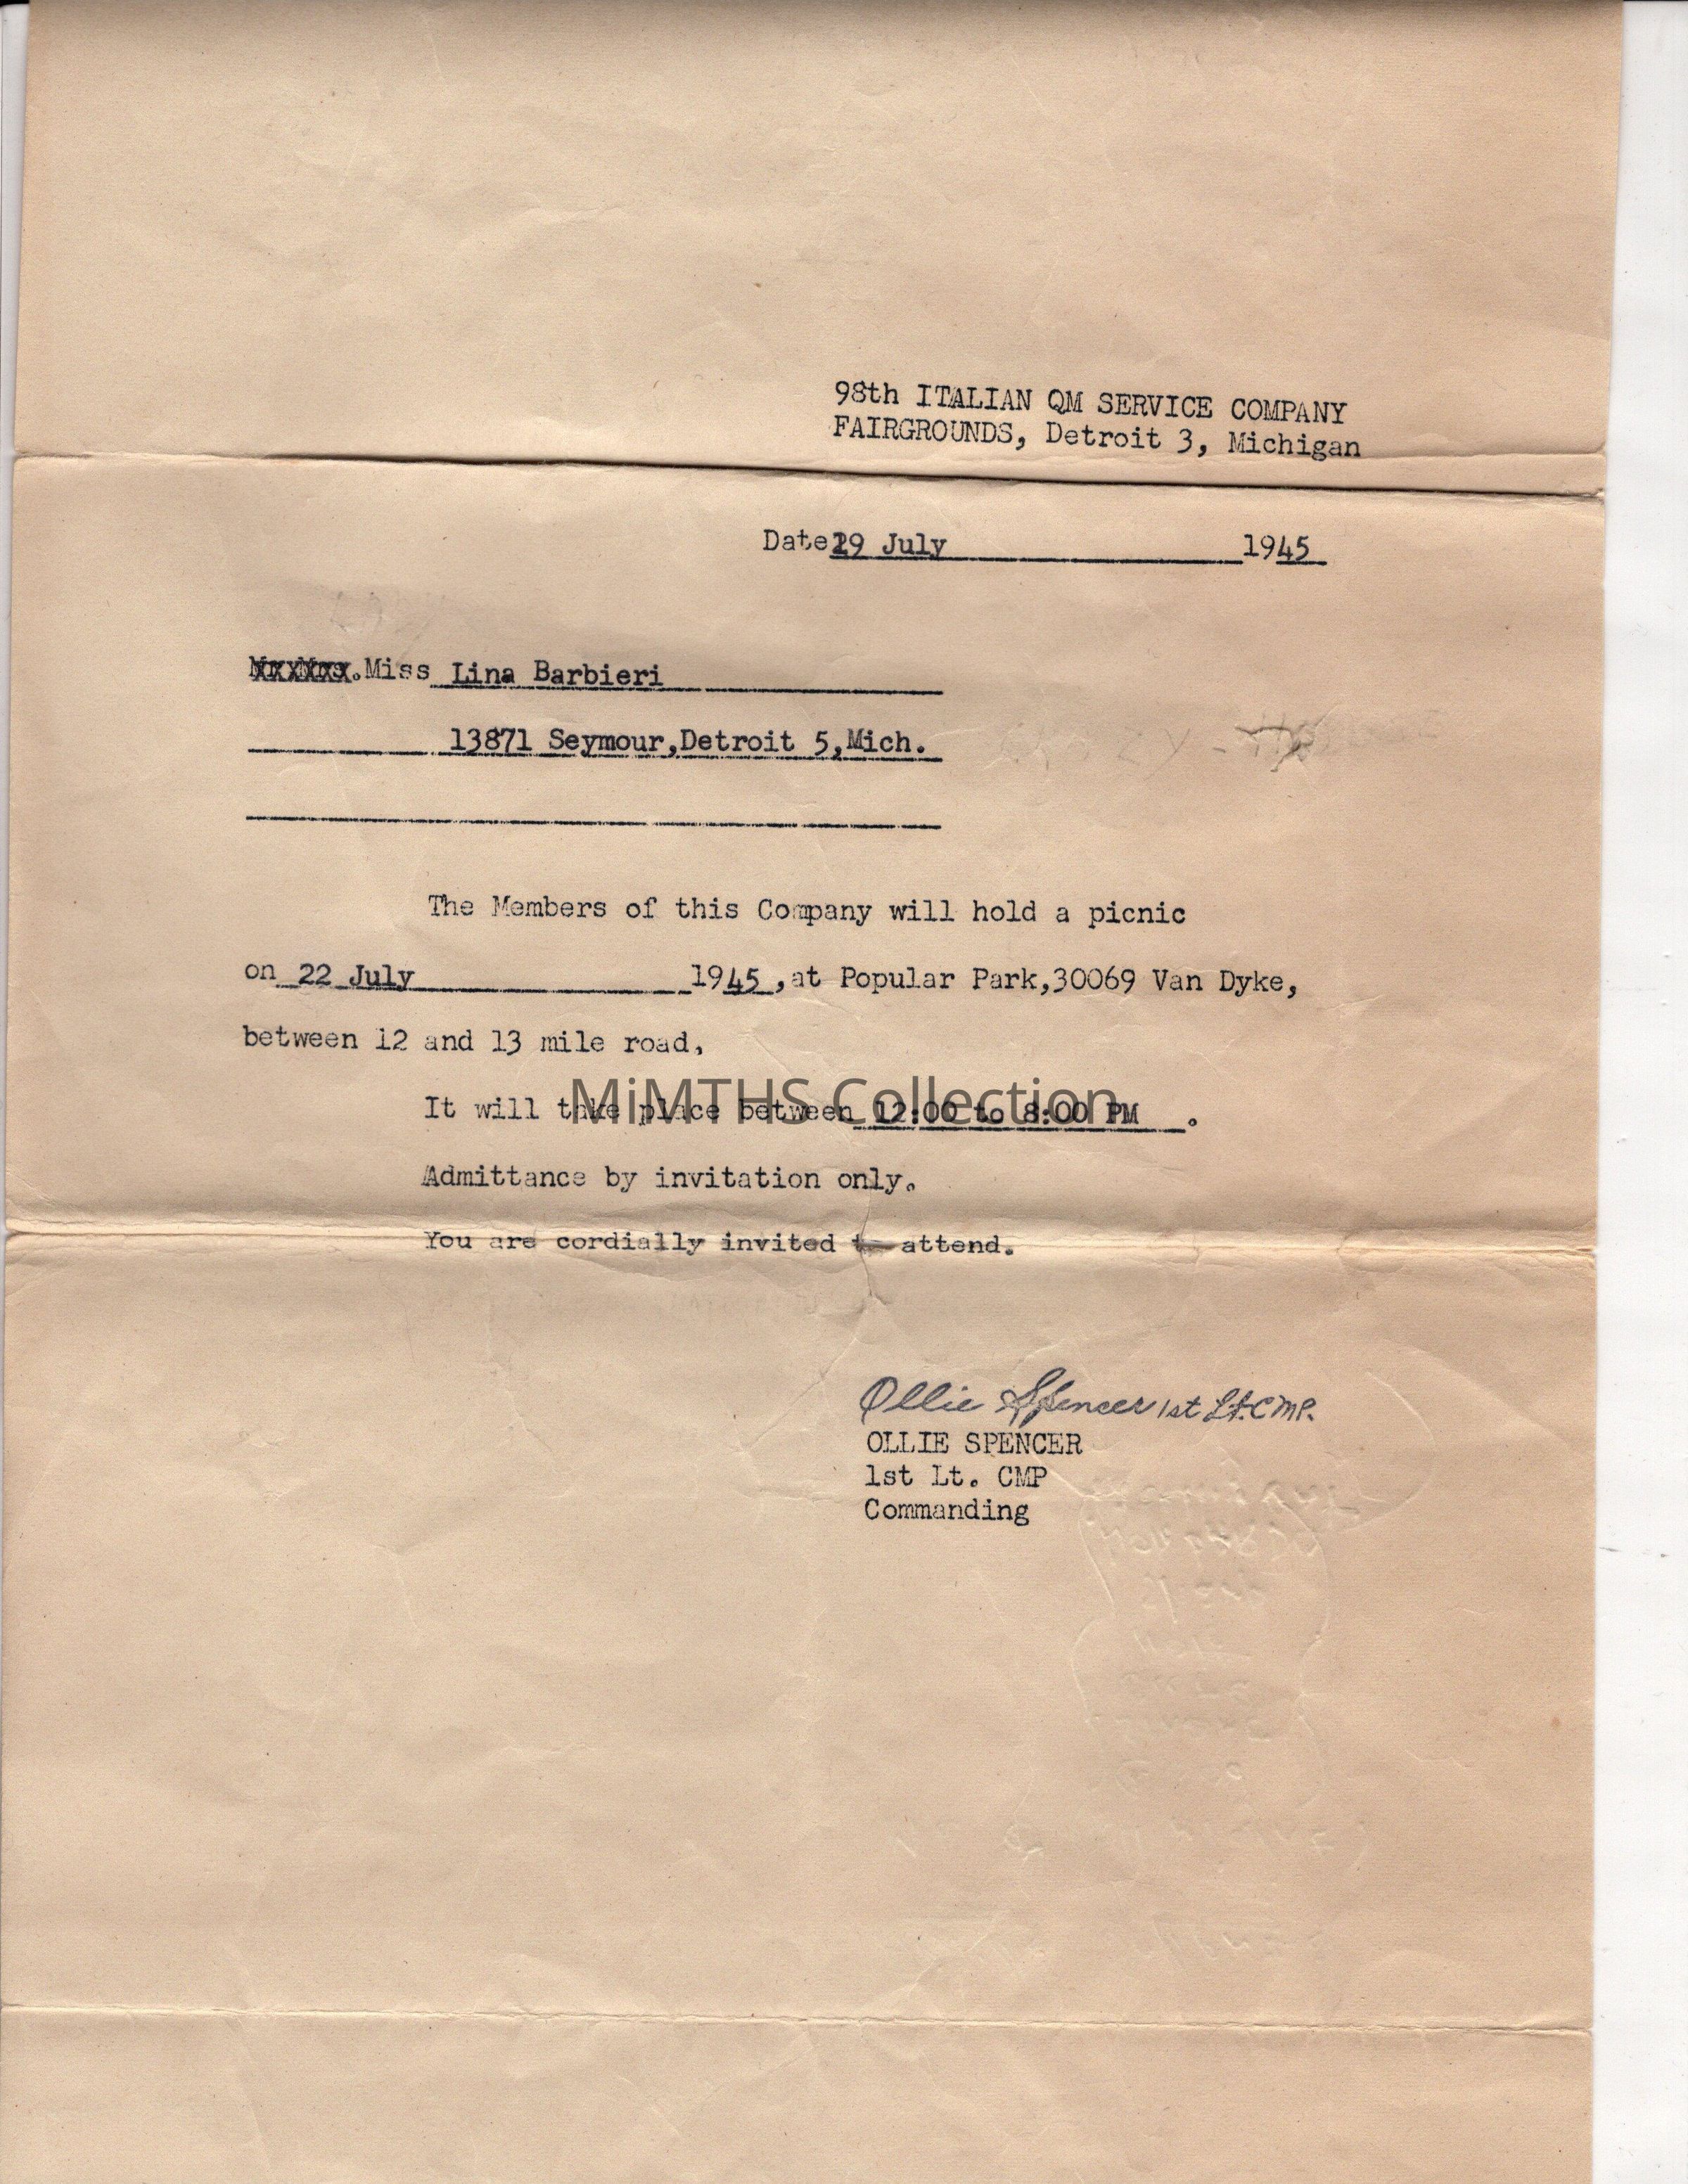 98th ITALIAN QM SERVICE COMPANY
FAIRGROUNDS, Detroit 3, Michigan
Date 19 July 1945
Miss Lina Barbieri
13871 Seymour,Detroit 5,Mich.
The Members of this Company will hold a picnic
on 22 July 1945,at Popular Park,30069 Van Dyke,
between 12 and 13 mile road,
MiMTHS Collection
It will take place between 12:00 to 8:00 PM .
Admittance by invitation only.
You are cordially invited to attend.
Ollie Spencer 1st Lt. CMP.
OLLIE SPENCER
1st Lt. CMP
Commanding